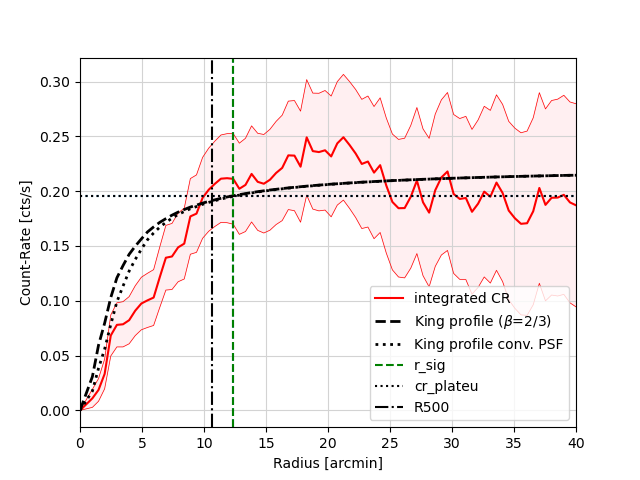 0.30
0.25
0.20
0.15
0.10
0.05
0.00
Count-Rate [cts/s]
integrated CR
King profile (β=2/3)
King profile conv. PSF
r_sig
cr_plateu
R500
0 5 10 15 20 25 30 35 40
Radius [arcmin]